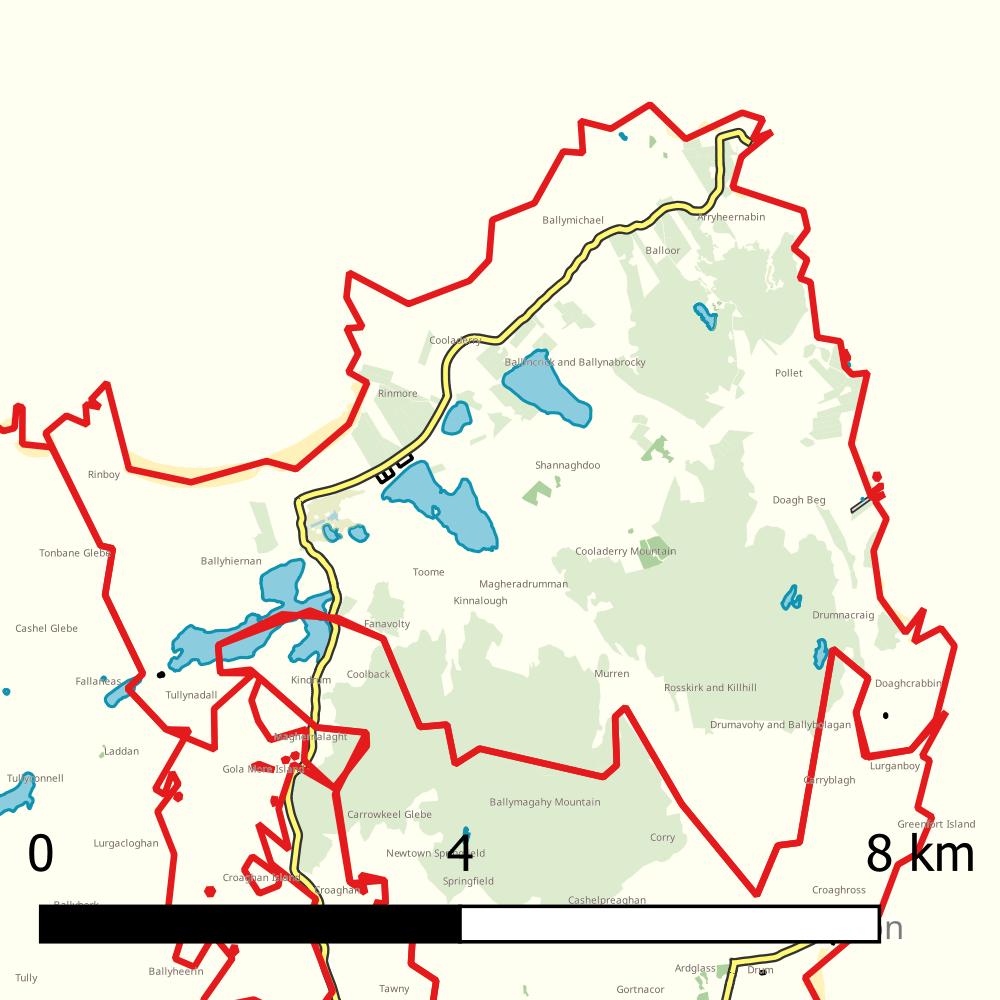 Ballymichael
Arryheernabin
Balloor
Cooladerry
Ballincrick and Ballynabrocky
Pollet
Rinmore
Shannaghdoo
Rinboy
Doagh Beg
Tonbane Glebe
Cooladerry Mountain
Ballyhiernan
Toome
Magheradrumman
Kinnalough
Drumnacraig
Fanavolty
Cashel Glebe
Coolback
Murren
Kindrum
Fallaneas
Doaghcrabbin
Rosskirk and Killhill
Tullynadall
Drumavohy and Ballyholagan
Magheralaght
Laddan
Lurganboy
Gola More Island
Tullyconnell
Carryblagh
Ballymagahy Mountain
Carrowkeel Glebe
Greenfort Island
Corry
Lurgacloghan
0
4
8 km
Newtown Springfield
Springfield
Croaghan Island
Croaghan
Croaghross
Cashelpreaghan
Ballyhork
n
Ardglass
Drum
Ballyheerin
Tully
Tawny
Gortnacor